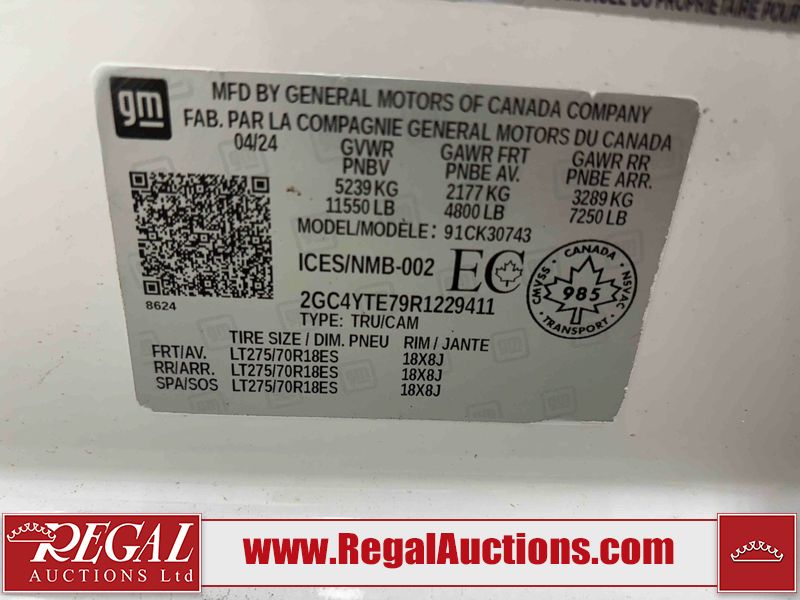 DU PROPRIÉTAIRE POUR
gm
MFD BY GENERAL MOTORS OF CANADA COMPANY
FAB. PAR LA COMPAGNIE GENERAL MOTORS DU CANADA
04/24 GVWR GAWR FRT GAWR RR
PNBV PNBE AV. PNBE ARR.
5239 KG 2177 KG 3289 KG
11550 LB 4800 LB 7250 LB
MODEL/MODÈLE: 91CK30743
ICES/NMB-002 EC
CANADA
CMVSS 985 NSVAC
TRANSPORT
8624
2GC4YTE79R1229411
TYPE: TRU/CAM
TIRE SIZE / DIM. PNEU RIM / JANTE
FRT/AV. LT275/70R18ES 18X8J
RR/ARR. LT275/70R18ES 18X8J
SPA/SOS LT275/70R18ES 18X8J
REGAL
AUCTIONS Ltd
www.RegalAuctions.com